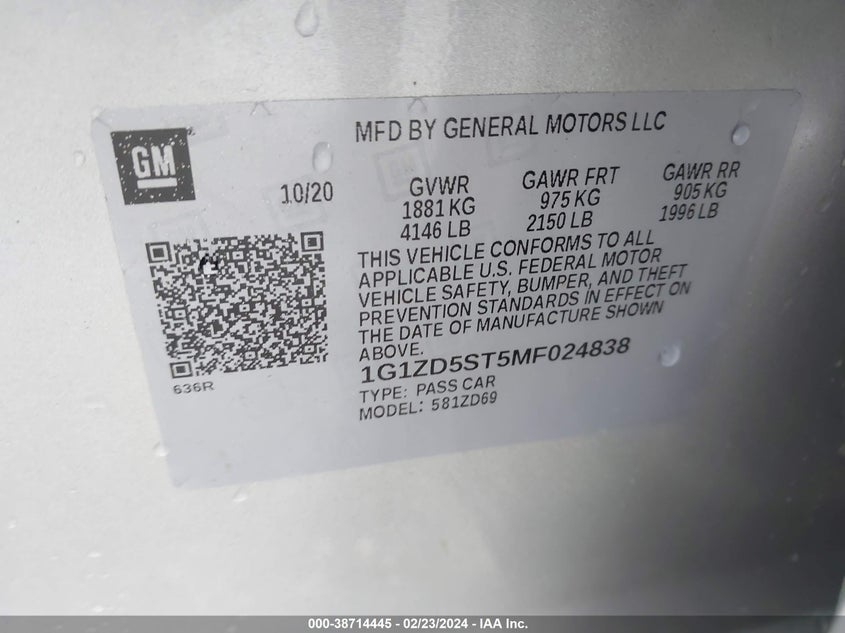 MFD BY GENERAL MOTORS LLC
GM
10/20
GVWR
1881 KG
4146 LB
GAWR FRT
975 KG
2150 LB
GAWR RR
905 KG
1996 LB
THIS VEHICLE CONFORMS TO ALL
APPLICABLE U.S. FEDERAL MOTOR
VEHICLE SAFETY, BUMPER, AND THEFT
PREVENTION STANDARDS IN EFFECT ON
THE DATE OF MANUFACTURE SHOWN
ABOVE.
1G1ZD5ST5MF024838
TYPE: PASS CAR
MODEL: 581ZD69
636R
000-38714445 - 02/23/2024 - IAA Inc.